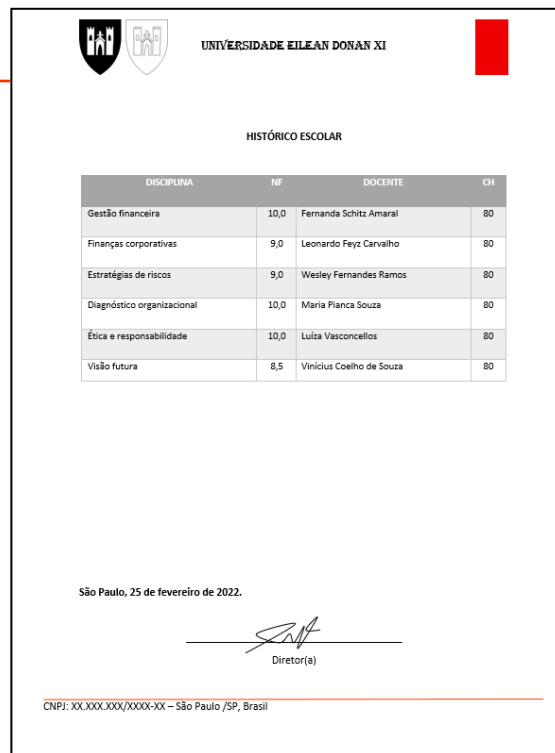 UNIVERSIDADE EILEAN DONAN XI
HISTÓRICO ESCOLAR
DISCIPLINA NF DOCENTE CH
Gestão financeira 10,0 Fernanda Schitz Amaral 80
Finanças corporativas 9,0 Leonardo Feyz Carvalho 80
Estratégias de riscos 9,0 Wesley Fernandes Ramos 80
Diagnóstico organizacional 10,0 Maria Pianca Souza 80
Ética e responsabilidade 10,0 Luíza Vasconcellos 80
Visão futura 8,5 Vinícius Coelho de Souza 80
São Paulo, 25 de fevereiro de 2022.
Diretor(a)
CNPJ: XX.XXX.XXX/XXXX-XX – São Paulo /SP, Brasil